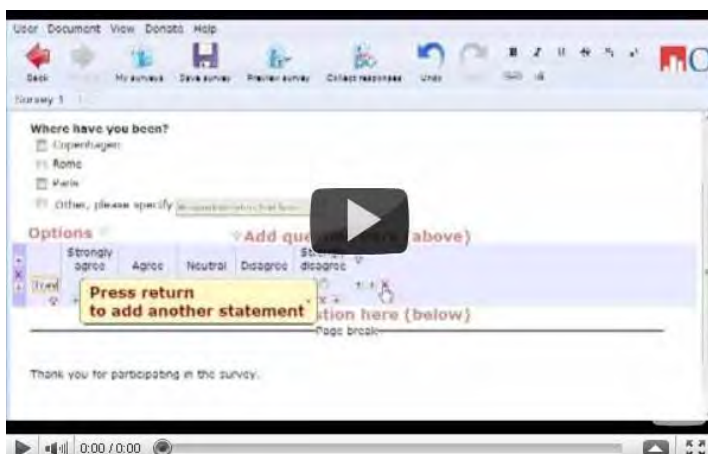 User Document View Donate Help
Back My surveys Save survey Preview survey Collect responses Undo
Survey 1
Where have you been?
Copenhagen
Rome
Paris
Other, please specify
Options Add here (above)
Strongly agree Agree Neutral Disagree Strongly disagree
Press return
to add another statement
here (below)
Page break
Thank you for participating in the survey.
0:00 / 0:00